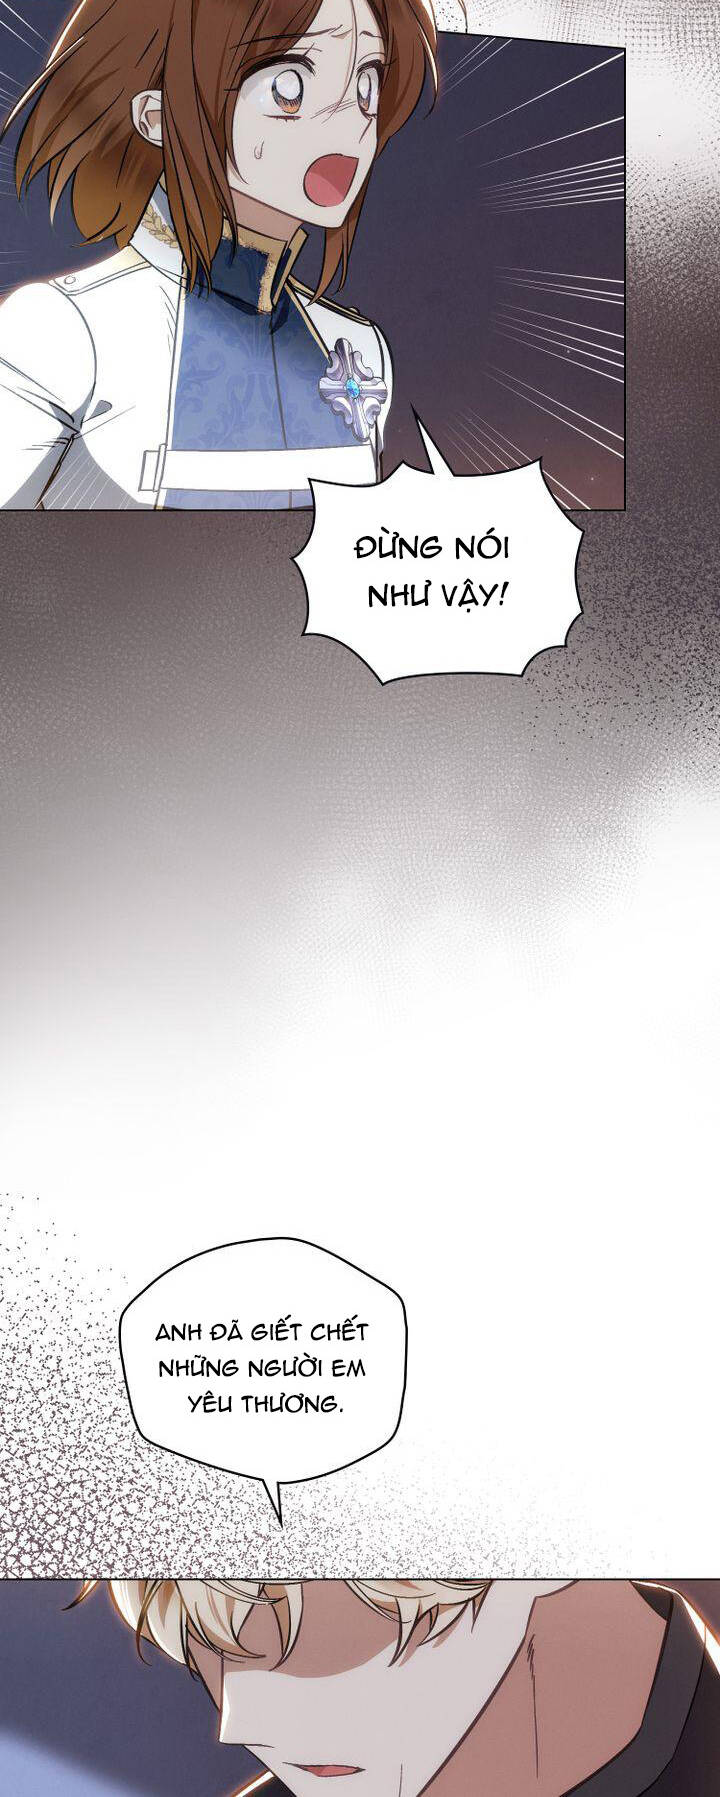 ĐỪNG NÓI
NHƯ VẬY!
ANH ĐÃ GIẾT CHẾT
NHỮNG NGƯỜI EM
YÊU THƯƠNG.